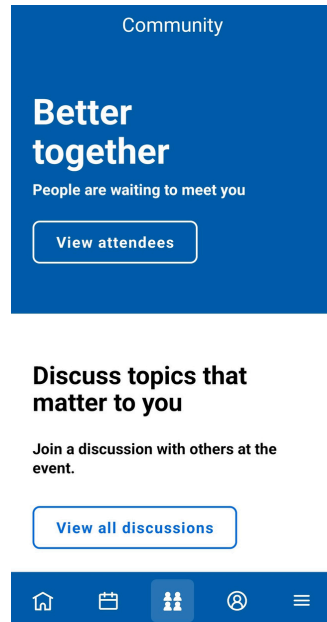 Community
Better
together
People are waiting to meet you
View attendees
Discuss topics that
matter to you
Join a discussion with others at the
event.
View all discussions